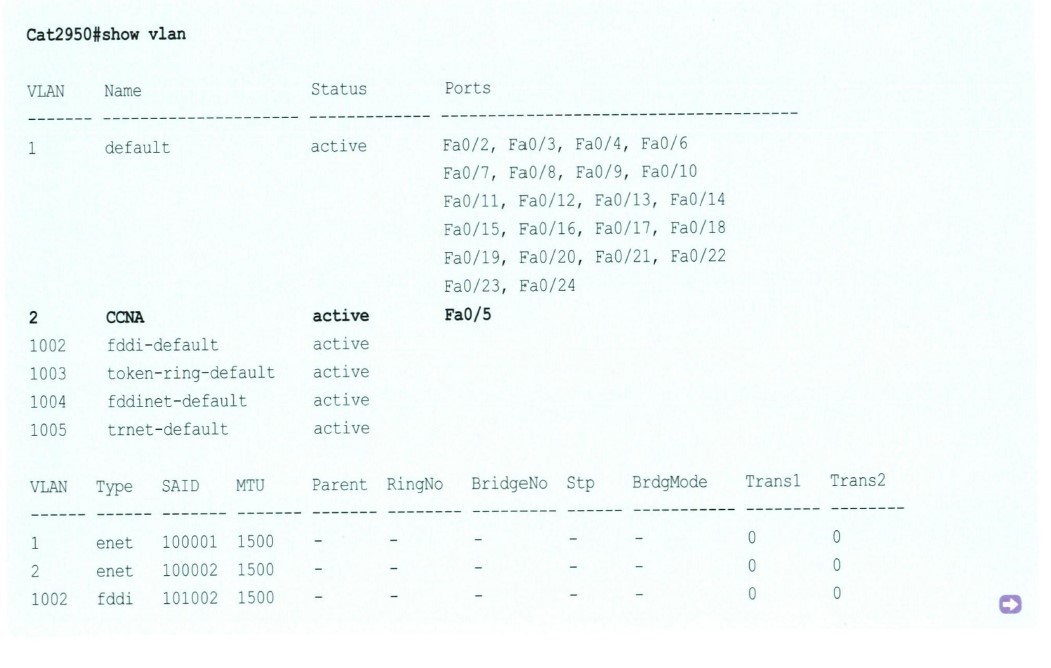 Cat2950#show vlan
VLAN Name Status Ports
------- --------------------- ------------- --------------------------------------
1 default active Fa0/2, Fa0/3, Fa0/4, Fa0/6
Fa0/7, Fa0/8, Fa0/9, Fa0/10
Fa0/11, Fa0/12, Fa0/13, Fa0/14
Fa0/15, Fa0/16, Fa0/17, Fa0/18
Fa0/19, Fa0/20, Fa0/21, Fa0/22
Fa0/23, Fa0/24
2 CCNA active Fa0/5
1002 fddi-default active
1003 token-ring-default active
1004 fddinet-default active
1005 trnet-default active
VLAN Type SAID MTU Parent RingNo BridgeNo Stp BrdgMode Trans1 Trans2
------ ------ ------- ------- ------- -------- --------- ------ ----------- -------- --------
1 enet 100001 1500 - - - - - 0 0
2 enet 100002 1500 - - - - - 0 0
1002 fddi 101002 1500 - - - - - 0 0